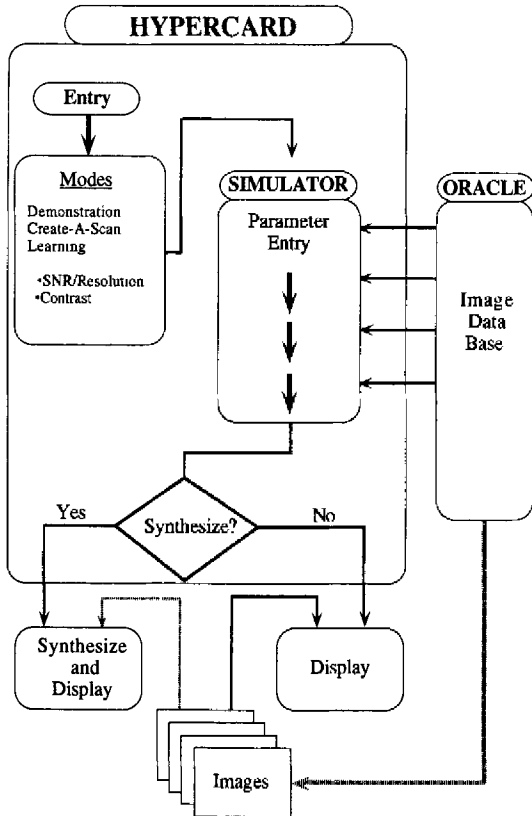 HYPERCARD
Entry
Modes
Demonstration
Create-A-Scan
Learning
•SNR/Resolution
•Contrast
SIMULATOR
Parameter
Entry
ORACLE
Image
Data
Base
Synthesize?
Yes
No
Synthesize
and
Display
Display
Images